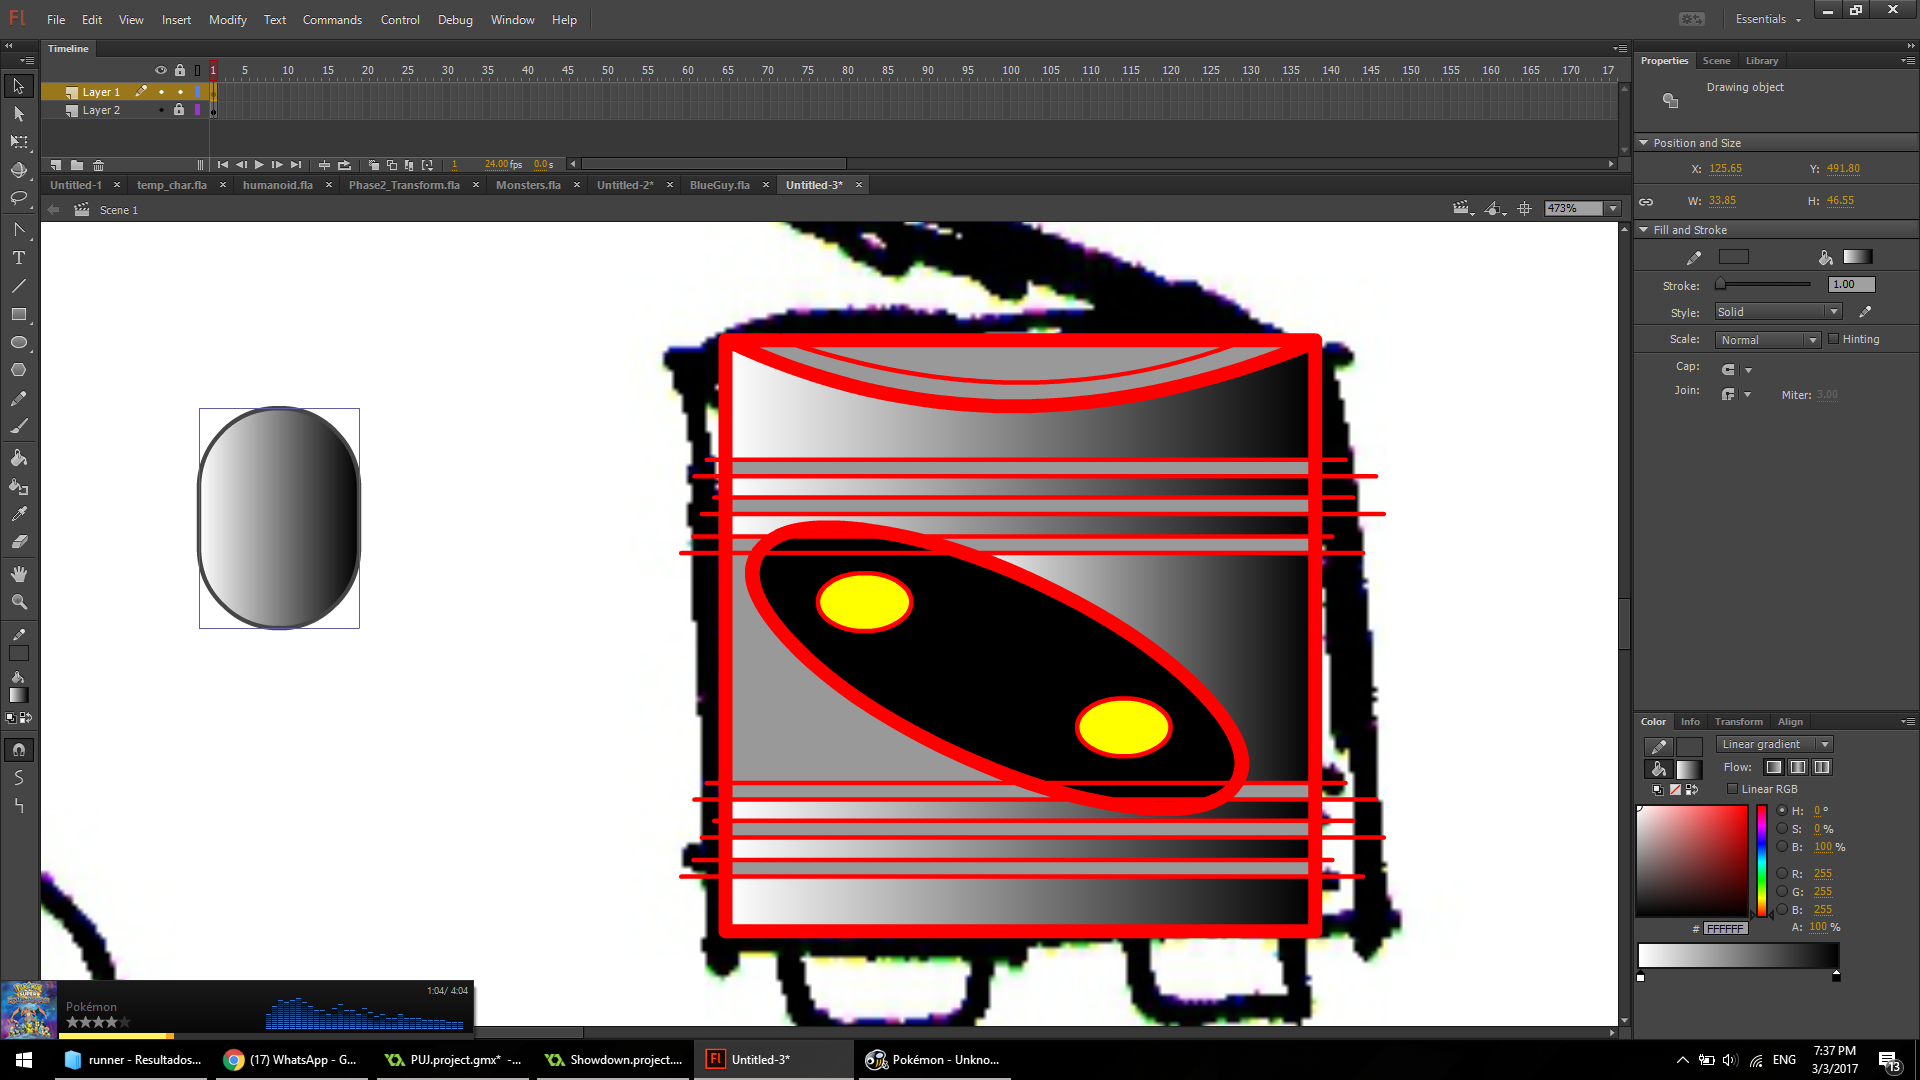 Fl File Edit View Insert Modify Text Commands Control Debug Window Help Essentials
Timeline
1 5 10 15 20 25 30 35 40 45 50 55 60 65 70 75 80 85 90 95 100 105 110 115 120 125 130 135 140 145 150 155 160 165 170 17
Layer 1
Layer 2
1 24.00 fps 0.0 s
Untitled-1 temp_char.fla humanoid.fla Phase2_Transform.fla Monsters.fla Untitled-2* BlueGuy.fla Untitled-3*
Scene 1 473%
Properties Scene Library
Drawing object
Position and Size
X: 125.65 Y: 491.80
W: 33.85 H: 46.55
Fill and Stroke
Stroke: 1.00
Style: Solid
Scale: Normal Hinting
Cap:
Join: Miter: 3.00
Color Info Transform Align
Linear gradient
Flow:
Linear RGB
H: 0 °
S: 0 %
B: 100 %
R: 255
G: 255
B: 255
# FFFFFF A: 100 %
1:04/ 4:04
Pokémon
runner - Resultados... (17) WhatsApp - G... PUJ.project.gmx* -... Showdown.project.... Fl Untitled-3* Pokémon - Unkno... ENG
7:37 PM
3/3/2017
13